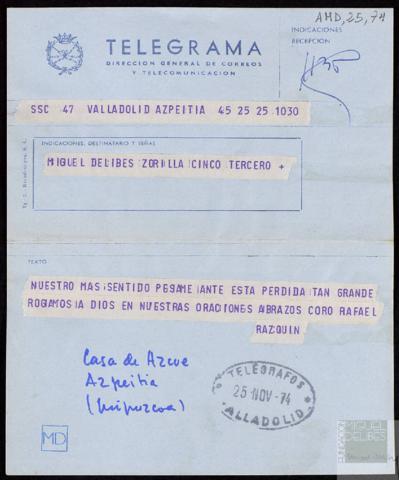 AMD,25,74
TELEGRAMA
DIRECCION GENERAL DE CORREOS
Y TELECOMUNICACION
INDICACIONES
RECEPCION
SSC 47 VALLADOLID AZPEITIA 45 25 25 1030
INDICACIONES, DESTINATARIO Y SEÑAS
MIGUEL DELIBES ZORILLA CINCO TERCERO +
TEXTO
NUESTRO MAS SENTIDO PESAME ANTE ESTA PERDIDA TAN GRANDE
ROGAMOS A DIOS EN NUESTRAS ORACIONES ABRAZOS CORO RAFAEL
RAZQUIN
Casa de Azcue
Azpeitia
(Guipuzcoa)
TELEGRAFOS
25 NOV-74
VALLADOLID
MD
FUNDACIÓN
MIGUEL
DELIBES